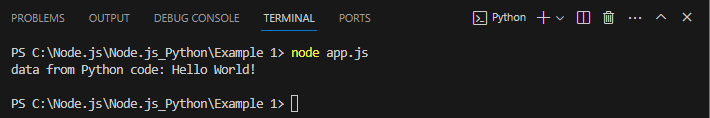 PROBLEMS OUTPUT DEBUG CONSOLE TERMINAL PORTS Python
PS C:\Node.js\Node.js_Python\Example 1> node app.js
data from Python code: Hello World!
PS C:\Node.js\Node.js_Python\Example 1>